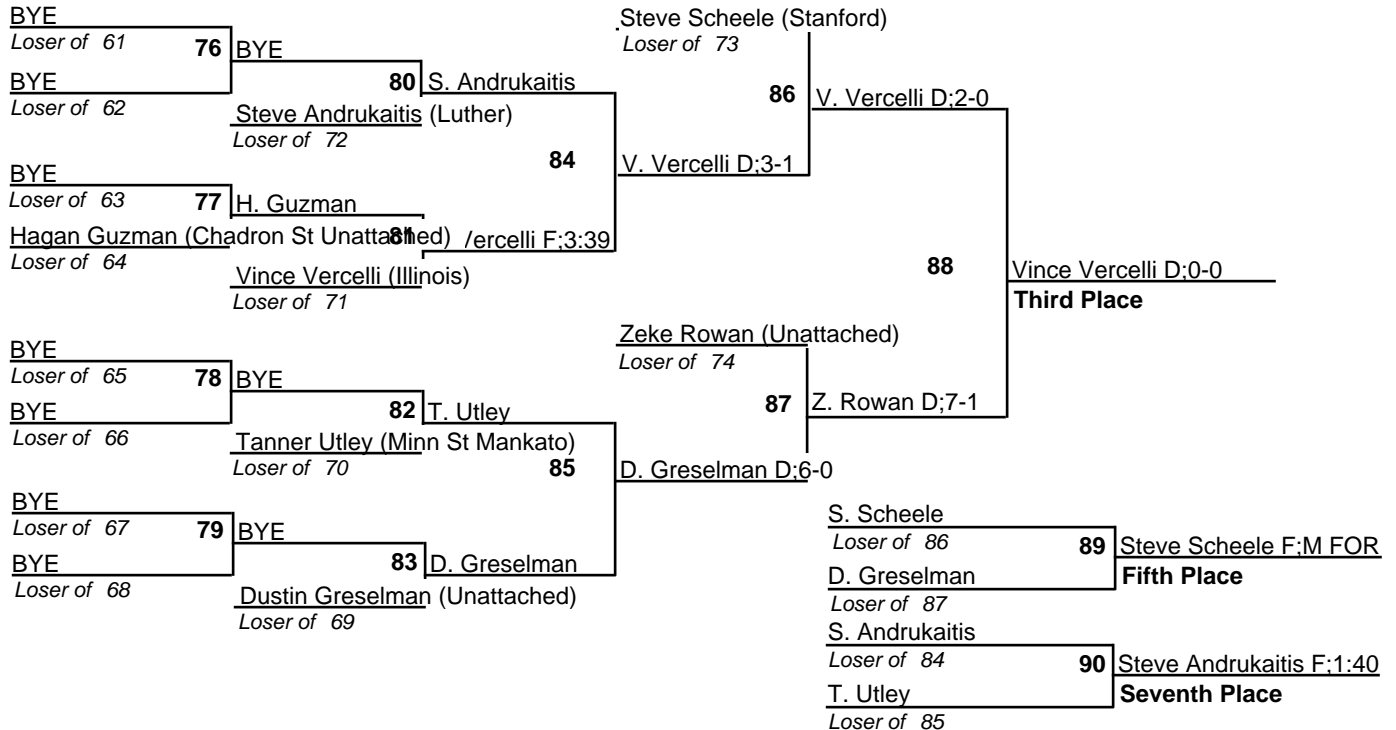 BYE
Loser of 61
76
BYE
BYE
Loser of 62
80
S. Andrukaitis
Steve Andrukaitis (Luther)
Loser of 72
BYE
Loser of 63
77
H. Guzman
Hagan Guzman (Chadron St Unattached)
Loser of 64
81
Vercelli F;3:39
Vince Vercelli (Illinois)
Loser of 71
84
V. Vercelli D;3-1
Steve Scheele (Stanford)
Loser of 73
86
V. Vercelli D;2-0
BYE
Loser of 65
78
BYE
BYE
Loser of 66
82
T. Utley
Tanner Utley (Minn St Mankato)
Loser of 70
BYE
Loser of 67
79
BYE
BYE
Loser of 68
83
D. Greselman
Dustin Greselman (Unattached)
Loser of 69
85
D. Greselman D;6-0
Zeke Rowan (Unattached)
Loser of 74
87
Z. Rowan D;7-1
88
Vince Vercelli D;0-0
Third Place
S. Scheele
Loser of 86
89
Steve Scheele F;M FOR
Fifth Place
D. Greselman
Loser of 87
S. Andrukaitis
Loser of 84
90
Steve Andrukaitis F;1:40
Seventh Place
T. Utley
Loser of 85